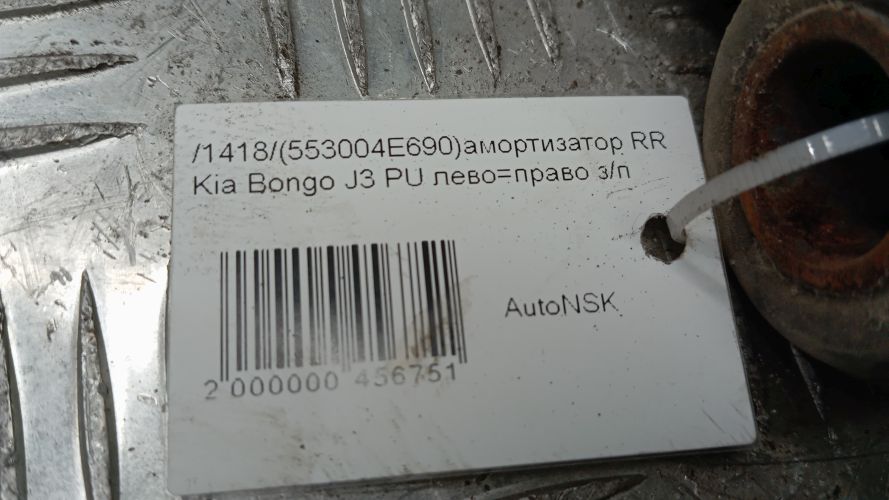 /1418/(553004E690)амортизатор RR
Kia Bongo J3 PU лево=право з/п
AutoNSK
2 000000 456751